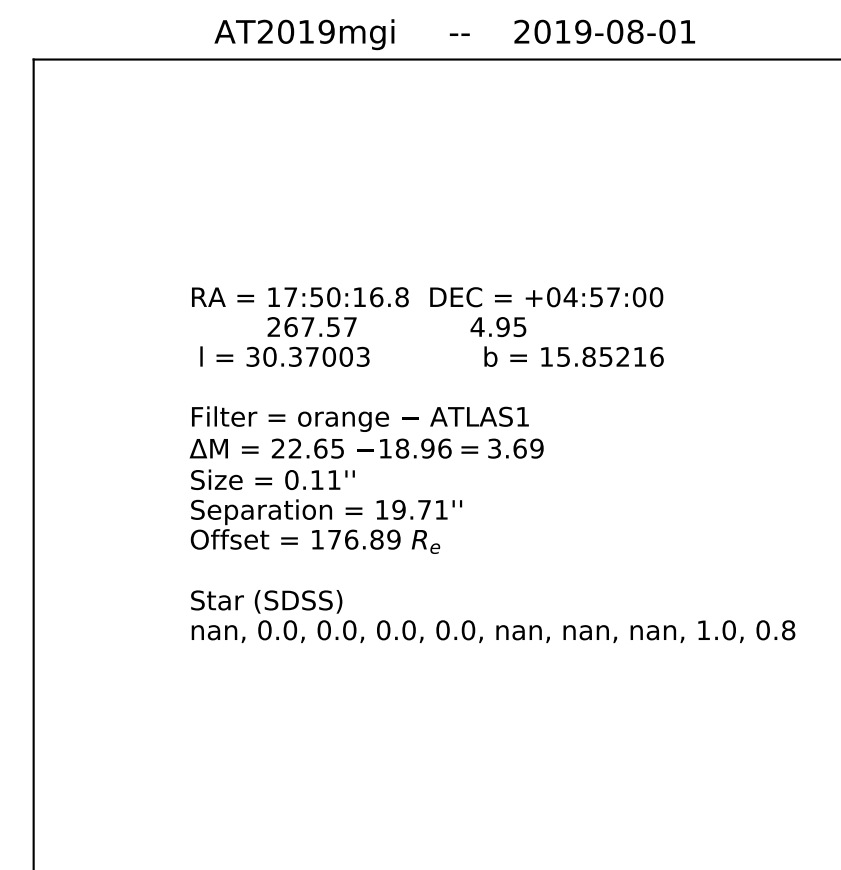 AT2019mgi -- 2019-08-01
RA = 17:50:16.8 DEC = +04:57:00
267.57 4.95
l = 30.37003 b = 15.85216
Filter = orange − ATLAS1
ΔM = 22.65 −18.96 = 3.69
Size = 0.11''
Separation = 19.71''
Offset = 176.89 Re
Star (SDSS)
nan, 0.0, 0.0, 0.0, 0.0, nan, nan, nan, 1.0, 0.8